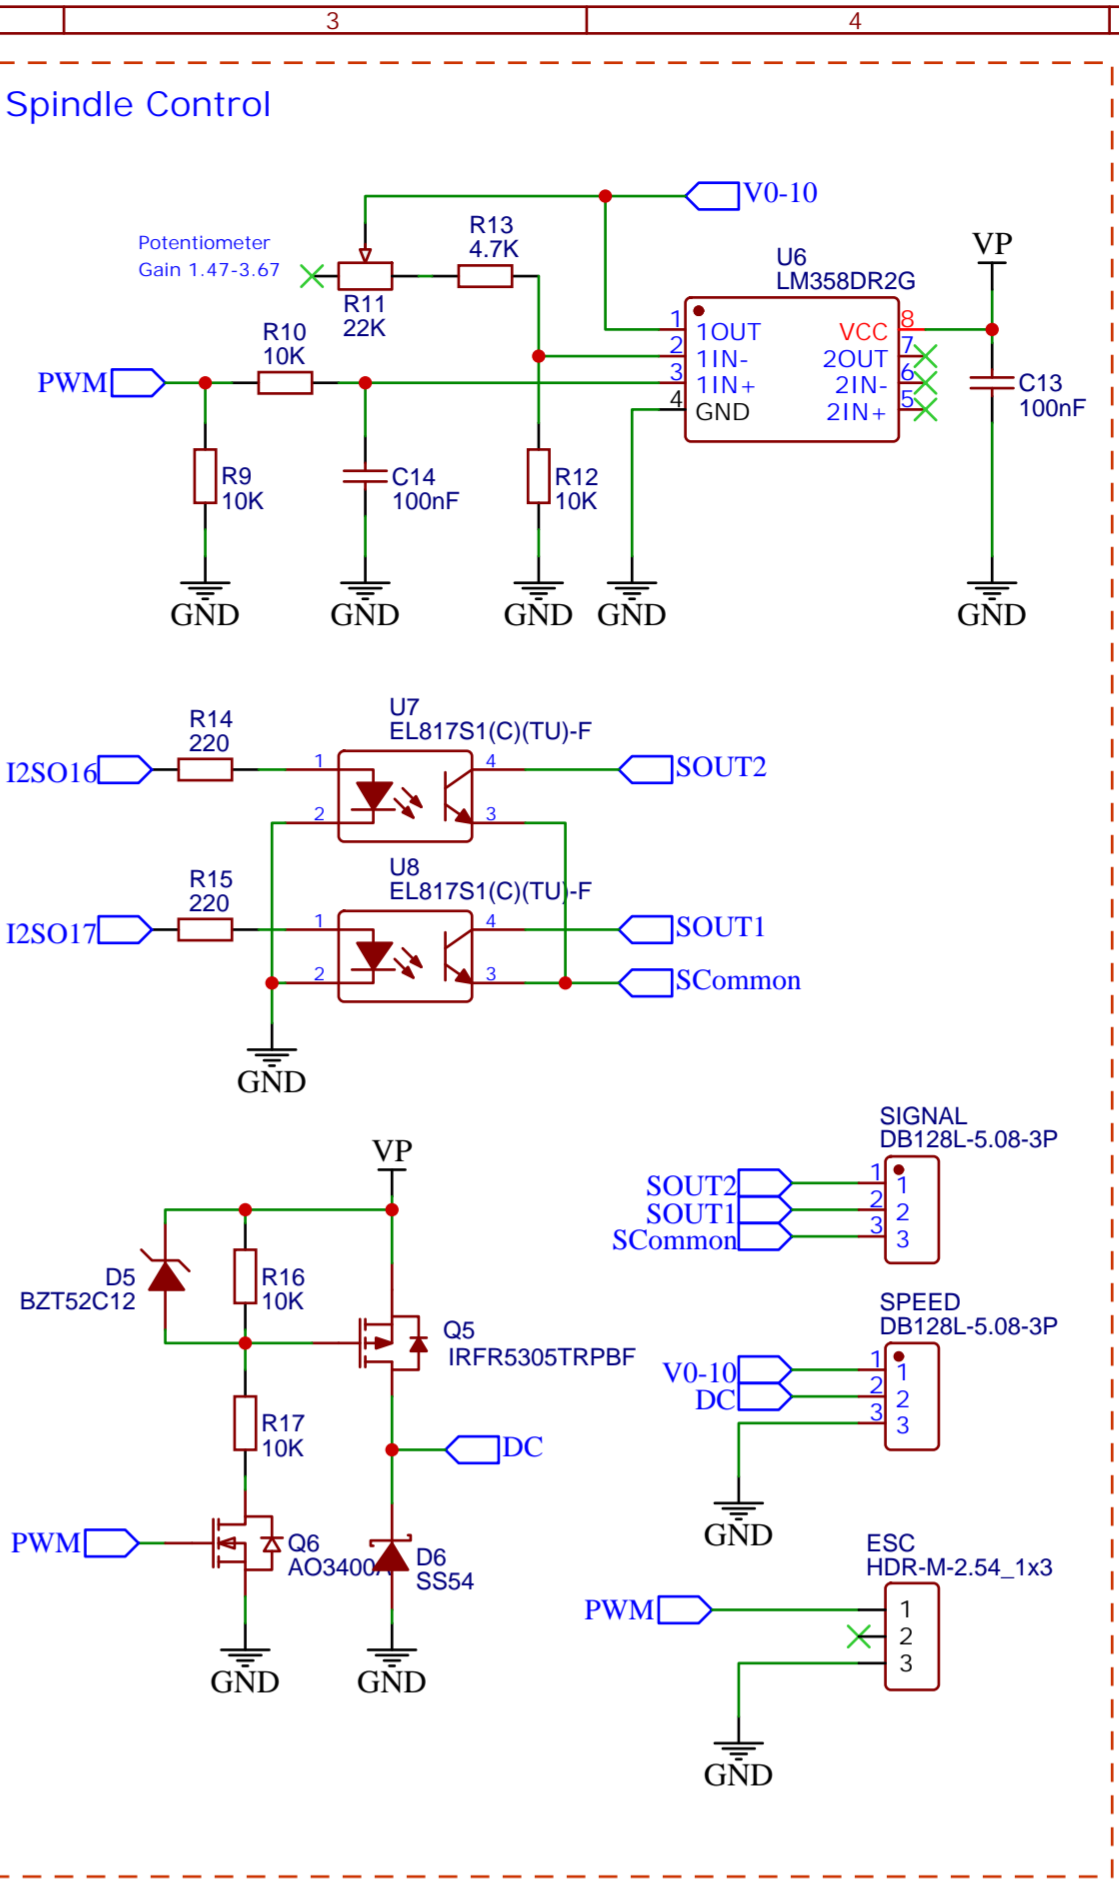 3
4
Spindle Control
V0-10
Potentiometer
Gain 1.47-3.67
R13
4.7K
R11
22K
VP
U6
LM358DR2G
1
1OUT
VCC
8
2
1IN-
2OUT
7
3
1IN+
2IN-
6
4
GND
2IN+
5
C13
100nF
R10
10K
PWM
R9
10K
C14
100nF
R12
10K
GND
GND
GND
GND
GND
U7
EL817S1(C)(TU)-F
R14
220
I2SO16
1
2
4
3
SOUT2
U8
EL817S1(C)(TU)-F
R15
220
I2SO17
1
2
4
3
SOUT1
SCommon
GND
VP
D5
BZT52C12
R16
10K
Q5
IRFR5305TRPBF
R17
10K
DC
PWM
Q6
AO3400A
D6
SS54
GND
GND
SIGNAL
DB128L-5.08-3P
SOUT2
1
1
SOUT1
2
2
SCommon
3
3
SPEED
DB128L-5.08-3P
V0-10
1
1
DC
2
2
3
3
GND
ESC
HDR-M-2.54_1x3
PWM
1
2
3
GND